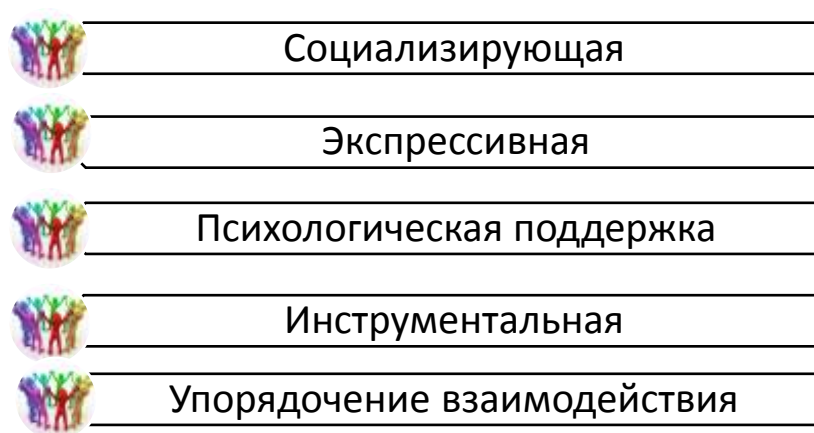 Социализирующая
Экспрессивная
Психологическая поддержка
Инструментальная
Упорядочение взаимодействия